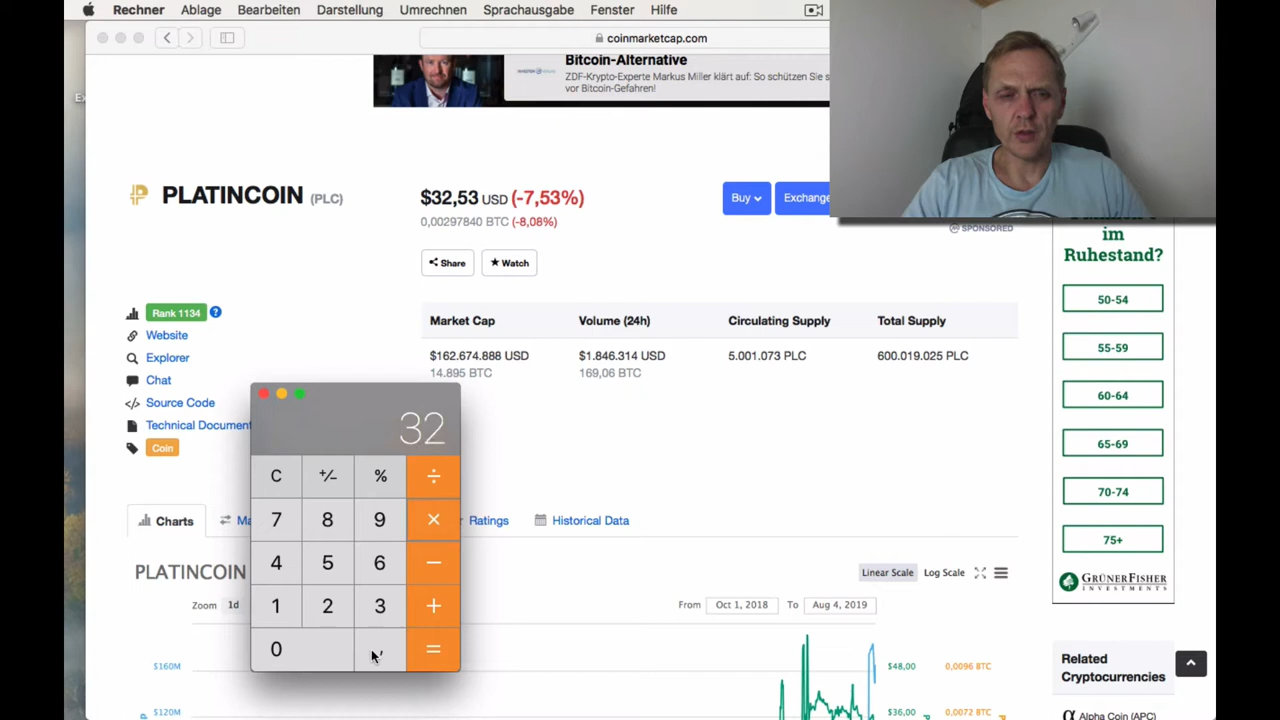 Rechner Ablage Bearbeiten Darstellung Umrechnen Sprachausgabe Fenster Hilfe
coinmarketcap.com
Bitcoin-Alternative
ZDF-Krypto-Experte Markus Miller klärt auf: So schützen Sie s
vor Bitcoin-Gefahren!
PLATINCOIN (PLC)
$32,53 USD (-7,53%)
0,00297840 BTC (-8,08%)
Buy
Exchange
SPONSORED
Share
Watch
Rank 1134
Website
Explorer
Chat
Source Code
Technical Document
Coin
Market Cap Volume (24h) Circulating Supply Total Supply
$162.674.888 USD $1.846.314 USD 5.001.073 PLC 600.019.025 PLC
14.895 BTC 169,06 BTC
32
C +/− % ÷
7 8 9 ×
4 5 6 −
1 2 3 +
0 , =
Charts Ma Ratings Historical Data
PLATINCOIN
Linear Scale Log Scale
Zoom 1d
From Oct 1, 2018 To Aug 4, 2019
$160M $48,00 0,0096 BTC
$120M $36,00 0,0072 BTC
im
Ruhestand?
50-54
55-59
60-64
65-69
70-74
75+
GRÜNERFISHER
INVESTMENTS
Related
Cryptocurrencies
Alpha Coin (APC)